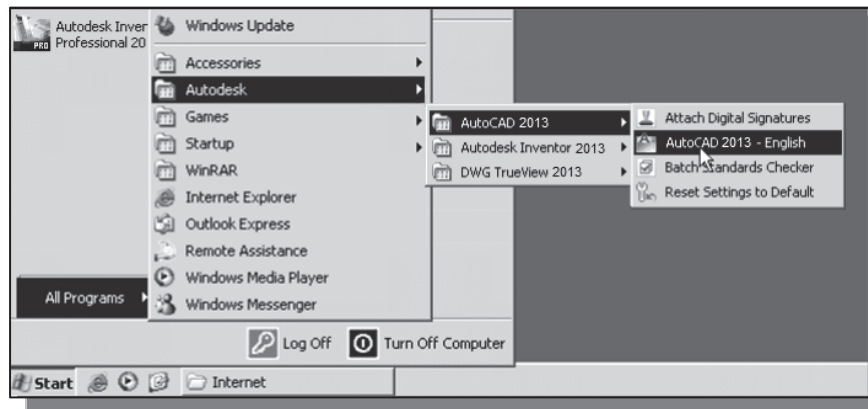 Autodesk Inver
PRO Professional 20
Windows Update
Accessories
Autodesk
Games
Startup
WinRAR
Internet Explorer
Outlook Express
Remote Assistance
Windows Media Player
Windows Messenger
AutoCAD 2013
Autodesk Inventor 2013
DWG TrueView 2013
Attach Digital Signatures
AutoCAD 2013 - English
Batch Standards Checker
Reset Settings to Default
All Programs
Log Off
Turn Off Computer
Start
Internet